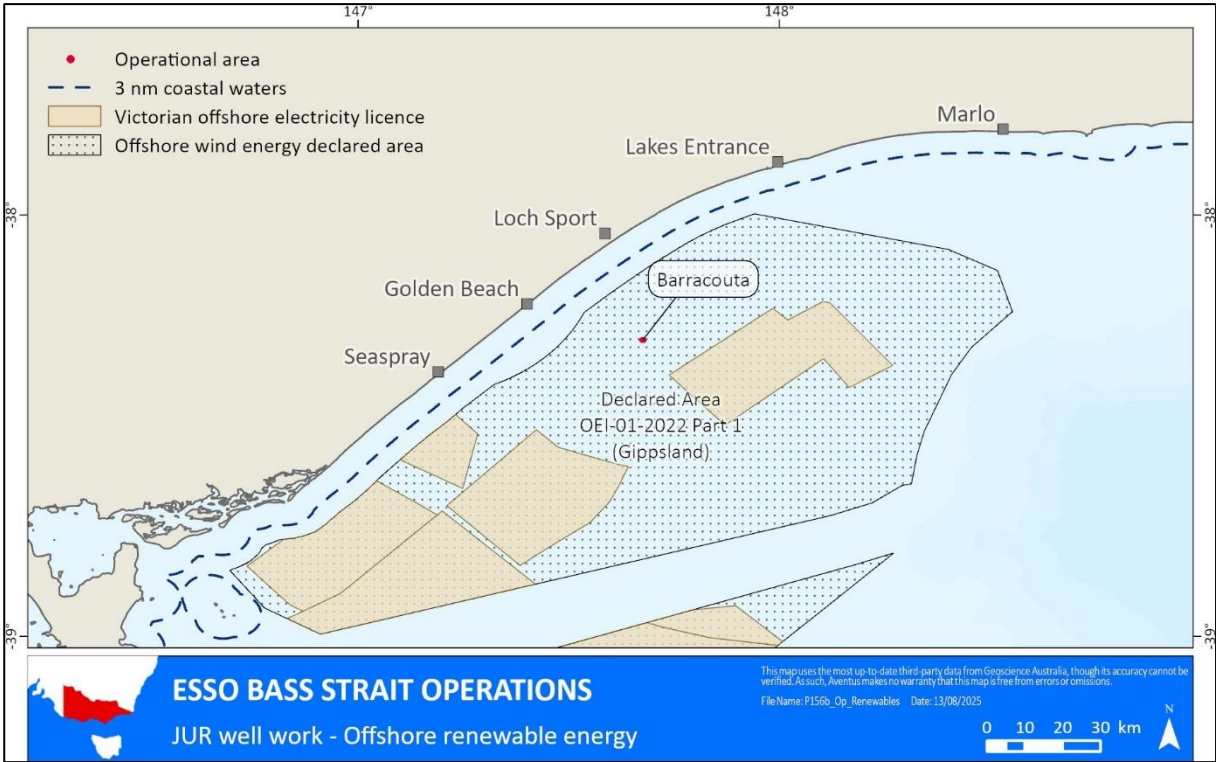 147°
148°
Operational area
3 nm coastal waters
Victorian offshore electricity licence
Offshore wind energy declared area
Marlo
Lakes Entrance
-38°
-38°
Loch Sport
Barracouta
Golden Beach
Seaspray
Declared Area
OEI-01-2022 Part 1
(Gippsland)
-39°
-39°
ESSO BASS STRAIT OPERATIONS
JUR well work - Offshore renewable energy
This map uses the most up-to-date third-party data from Geoscience Australia, though its accuracy cannot be
verified. As such, Aventus makes no warranty that this map is free from errors or omissions.
File Name: P156b_Op_Renewables Date: 13/08/2025
N
0 10 20 30 km